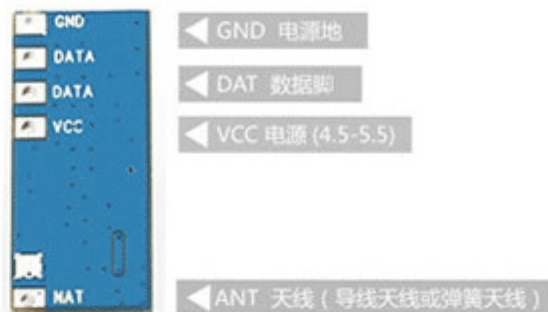 GND
GND 电源地
DATA
DAT 数据脚
DATA
VCC
VCC 电源 (4.5-5.5)
NAT
ANT 天线 ( 导线天线或弹簧天线 )